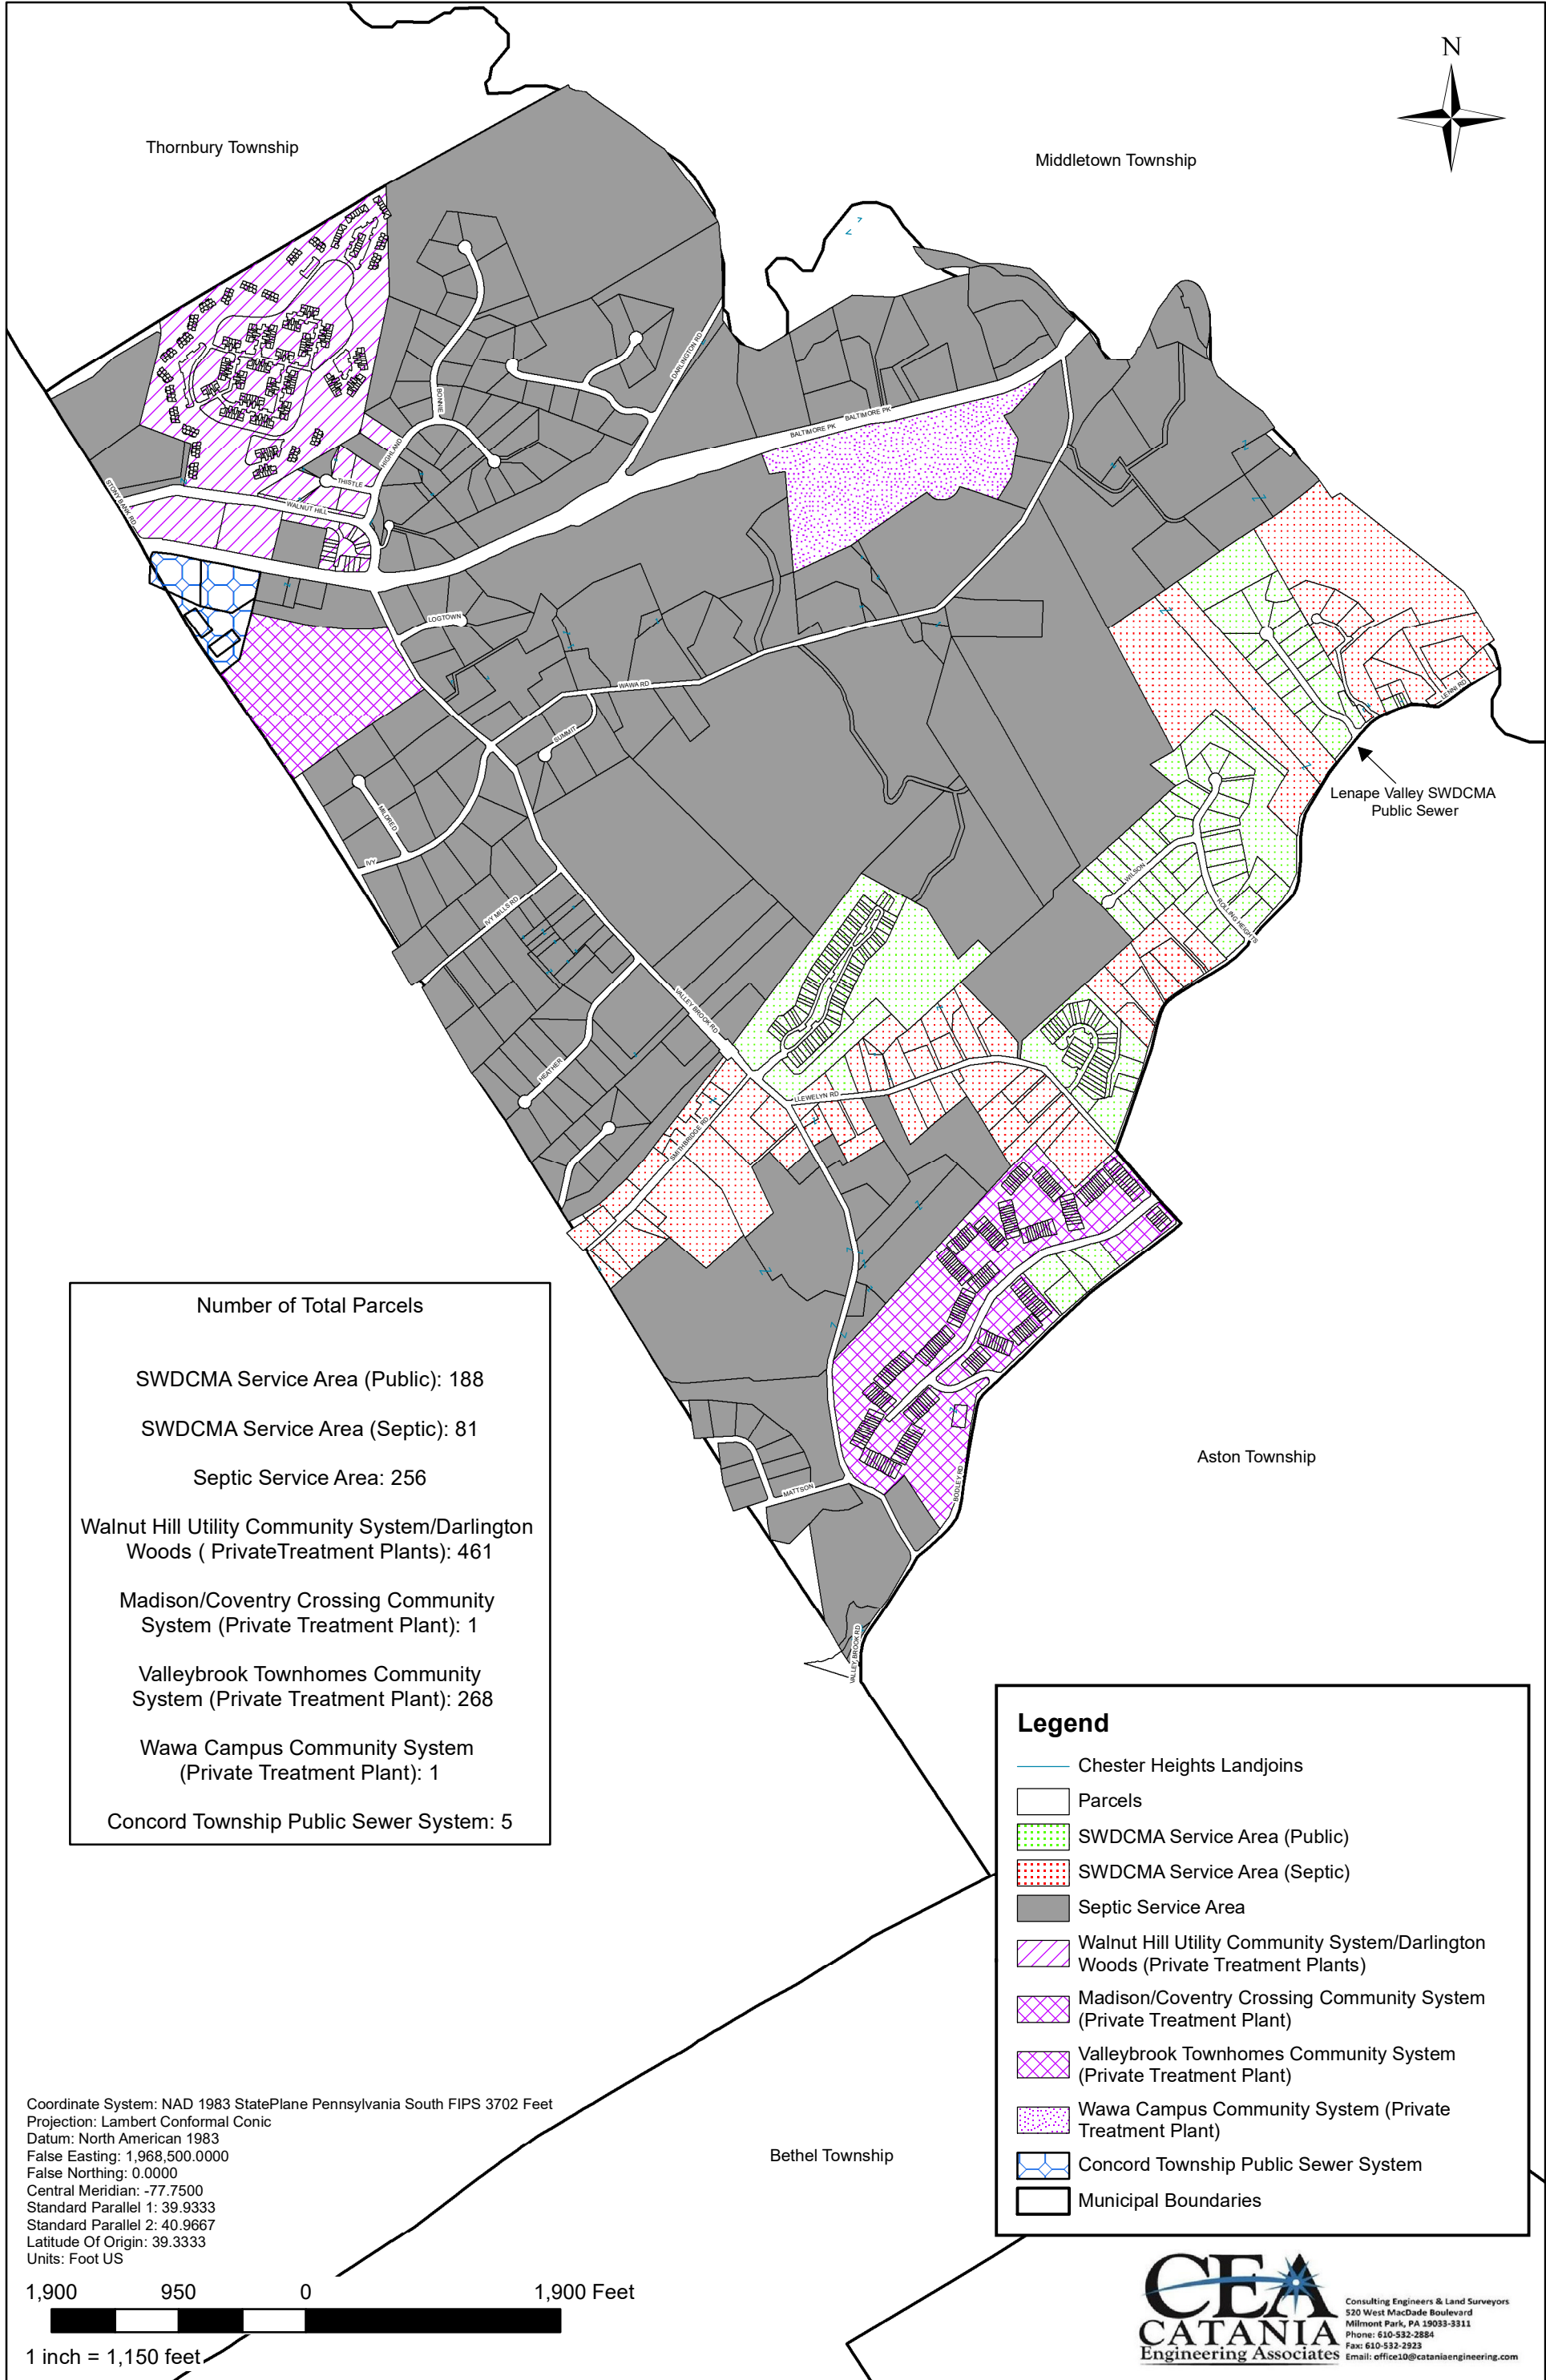 N
Thornbury Township
Middletown Township
DARLINGTON RD
BONNIE
HIGHLAND
THISTLE
WALNUT HILL
STONY BANK RD
BALTIMORE PK
BALTIMORE PK
LOGTOWN
WAWA RD
SUMMIT
MILDRED
IVY
IVY MILLS RD
LENNI RD
Lenape Valley SWDCMA
Public Sewer
WILSON
ROLLING HEIGHTS
VALLEY BROOK RD
HEATHER
LLEWELYN RD
SMITHBRIDGE RD
MATTSON
BODLEY RD
VALLEY BROOK RD
Aston Township
Number of Total Parcels
SWDCMA Service Area (Public): 188
SWDCMA Service Area (Septic): 81
Septic Service Area: 256
Walnut Hill Utility Community System/Darlington
Woods ( PrivateTreatment Plants): 461
Madison/Coventry Crossing Community
System (Private Treatment Plant): 1
Valleybrook Townhomes Community
System (Private Treatment Plant): 268
Wawa Campus Community System
(Private Treatment Plant): 1
Concord Township Public Sewer System: 5
Legend
Chester Heights Landjoins
Parcels
SWDCMA Service Area (Public)
SWDCMA Service Area (Septic)
Septic Service Area
Walnut Hill Utility Community System/Darlington
Woods (Private Treatment Plants)
Madison/Coventry Crossing Community System
(Private Treatment Plant)
Valleybrook Townhomes Community System
(Private Treatment Plant)
Wawa Campus Community System (Private
Treatment Plant)
Concord Township Public Sewer System
Municipal Boundaries
Bethel Township
Coordinate System: NAD 1983 StatePlane Pennsylvania South FIPS 3702 Feet
Projection: Lambert Conformal Conic
Datum: North American 1983
False Easting: 1,968,500.0000
False Northing: 0.0000
Central Meridian: -77.7500
Standard Parallel 1: 39.9333
Standard Parallel 2: 40.9667
Latitude Of Origin: 39.3333
Units: Foot US
1,900 950 0 1,900 Feet
1 inch = 1,150 feet
CEA
CATANIA
Engineering Associates
Consulting Engineers & Land Surveyors
520 West MacDade Boulevard
Milmont Park, PA 19033-3311
Phone: 610-532-2884
Fax: 610-532-2923
Email: office10@cataniaengineering.com